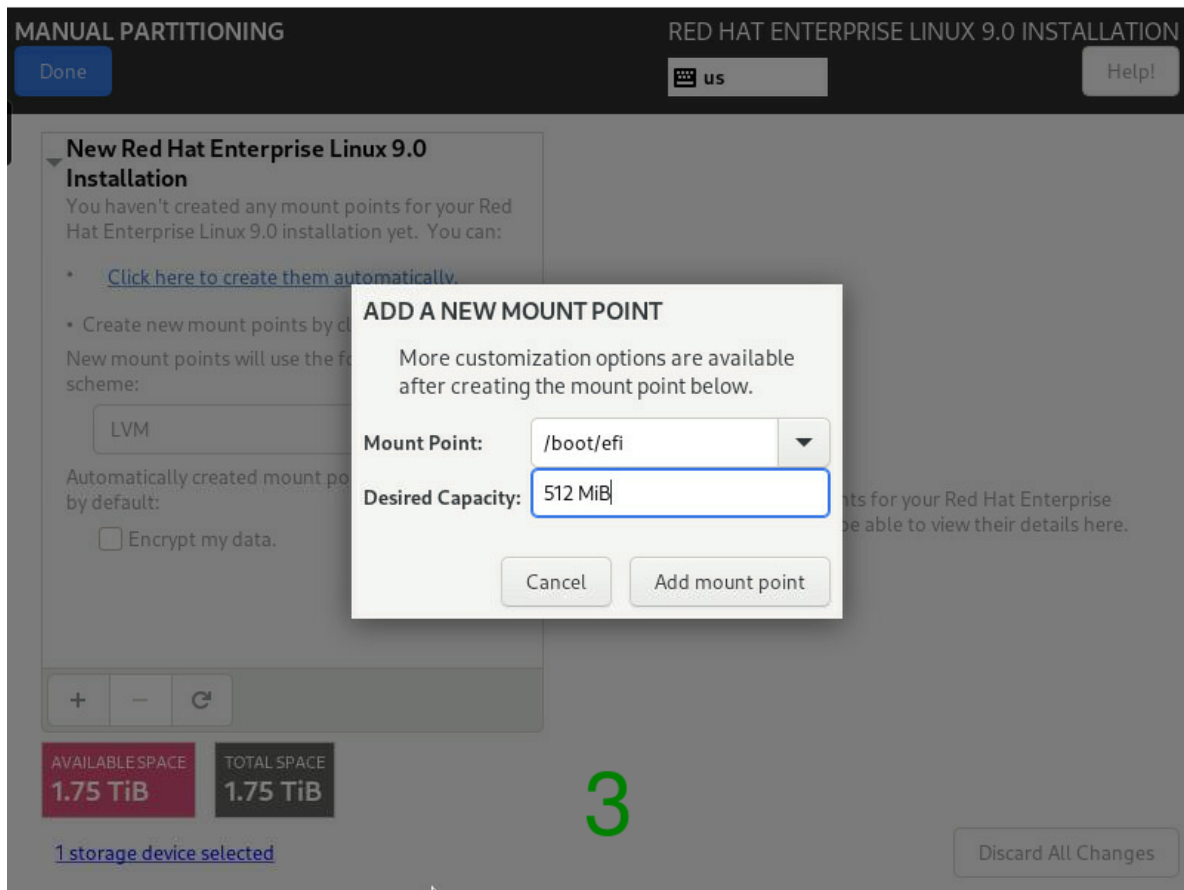 MANUAL PARTITIONING
RED HAT ENTERPRISE LINUX 9.0 INSTALLATION
Done
us
Help!
New Red Hat Enterprise Linux 9.0
Installation
You haven't created any mount points for your Red
Hat Enterprise Linux 9.0 installation yet. You can:
• Click here to create them automatically.
• Create new mount points by cl
New mount points will use the fo
scheme:
LVM
Automatically created mount po
by default:
Encrypt my data.
ADD A NEW MOUNT POINT
More customization options are available
after creating the mount point below.
Mount Point: /boot/efi
Desired Capacity: 512 MiB
Cancel
Add mount point
nts for your Red Hat Enterprise
be able to view their details here.
+ −
AVAILABLE SPACE
1.75 TiB
TOTAL SPACE
1.75 TiB
3
1 storage device selected
Discard All Changes